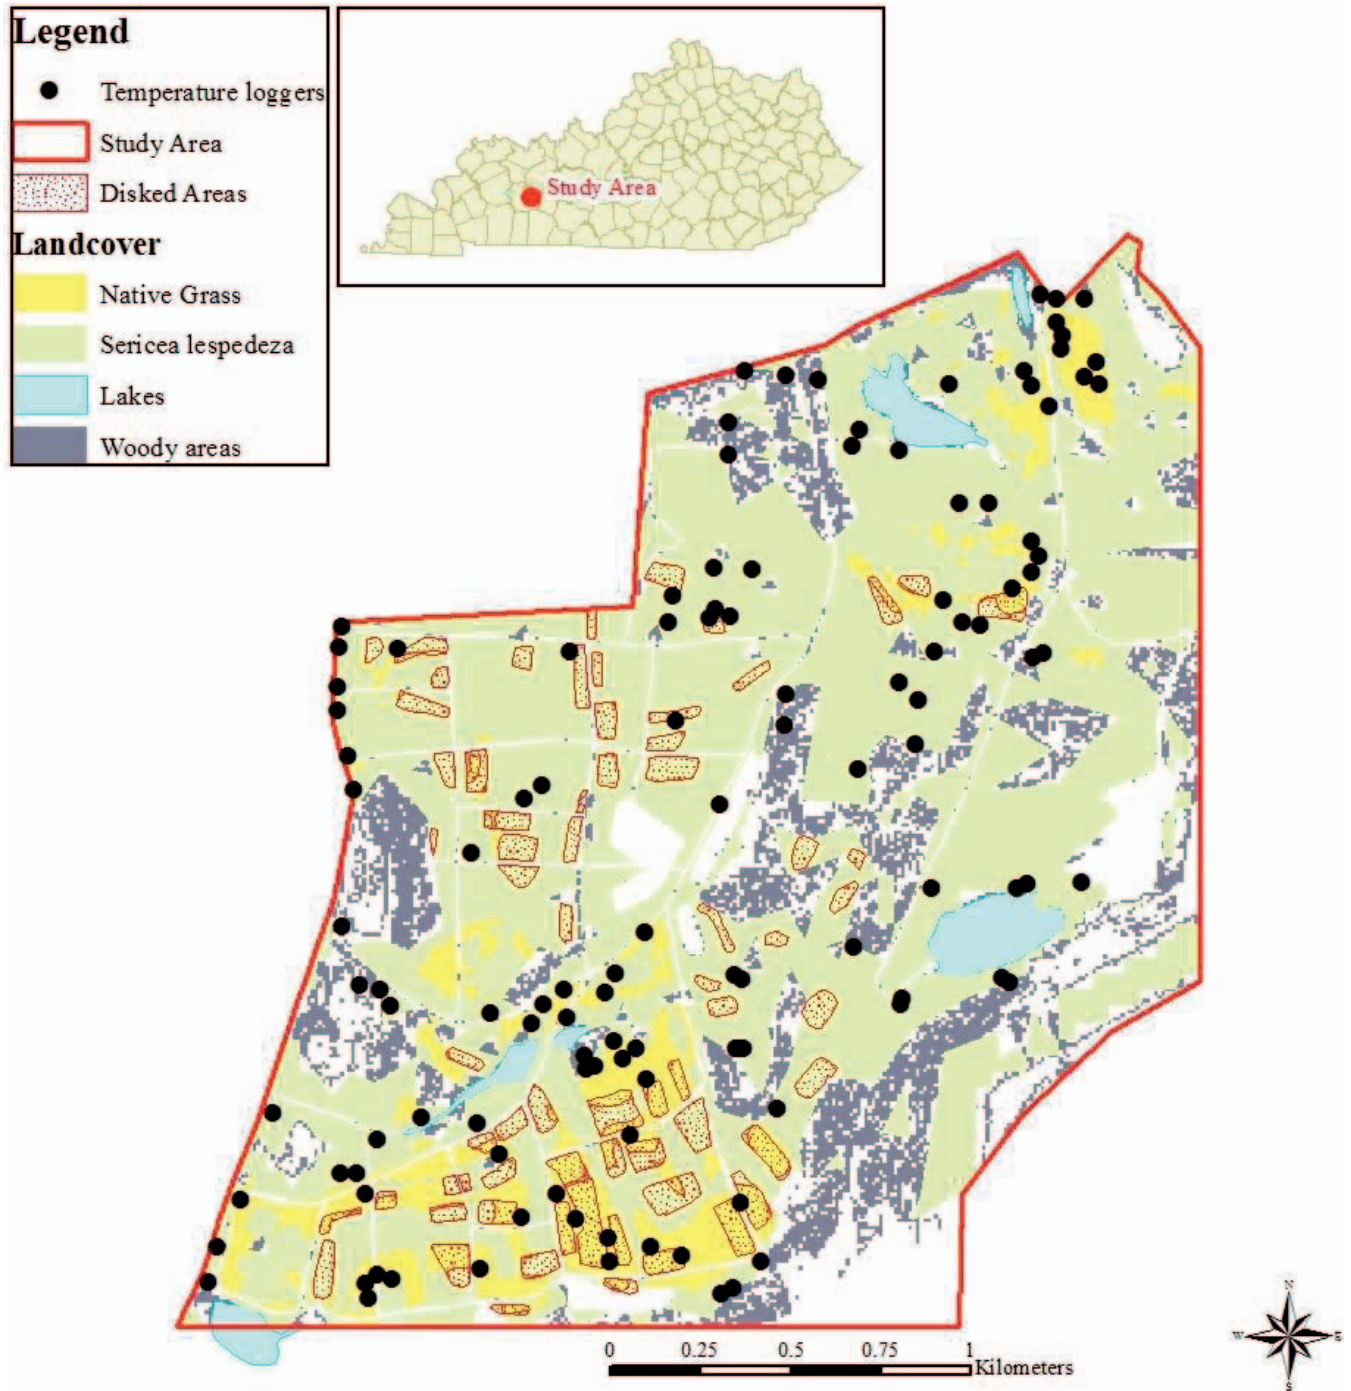 Legend
Temperature loggers
Study Area
Disked Areas
Landcover
Native Grass
Sericea lespedeza
Lakes
Woody areas
Study Area
0 0.25 0.5 0.75 1
Kilometers
N
W E
S